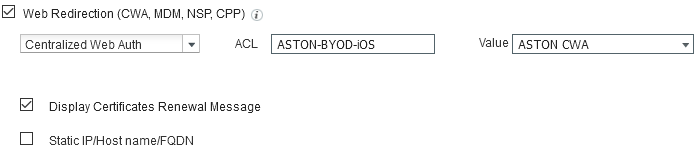 Web Redirection (CWA, MDM, NSP, CPP) i
Centralized Web Auth ACL ASTON-BYOD-iOS Value ASTON CWA
Display Certificates Renewal Message
Static IP/Host name/FQDN